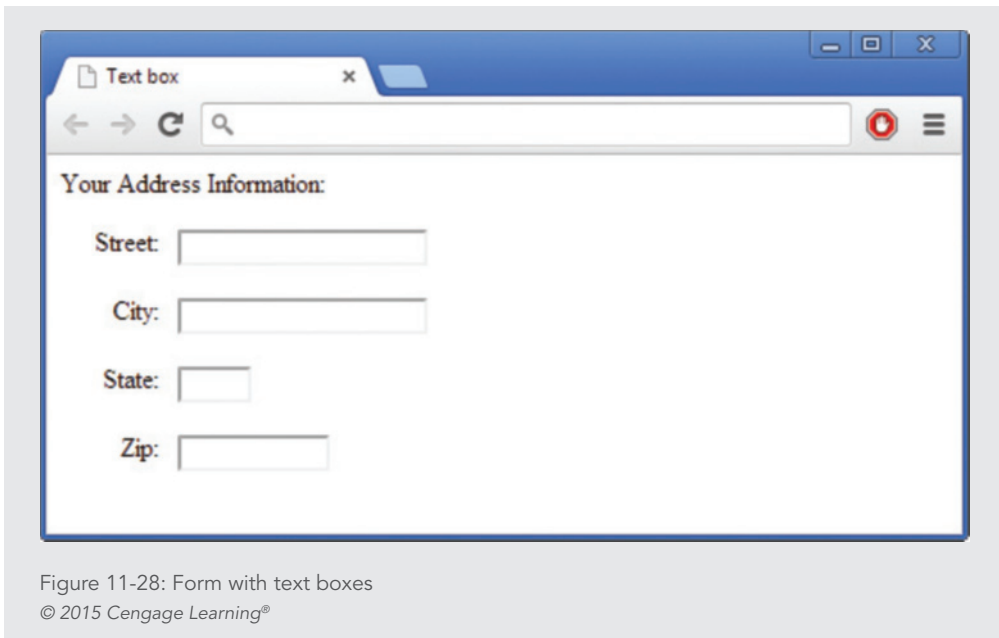 Text box
Your Address Information:
Street:
City:
State:
Zip:
Figure 11-28: Form with text boxes
© 2015 Cengage Learning®